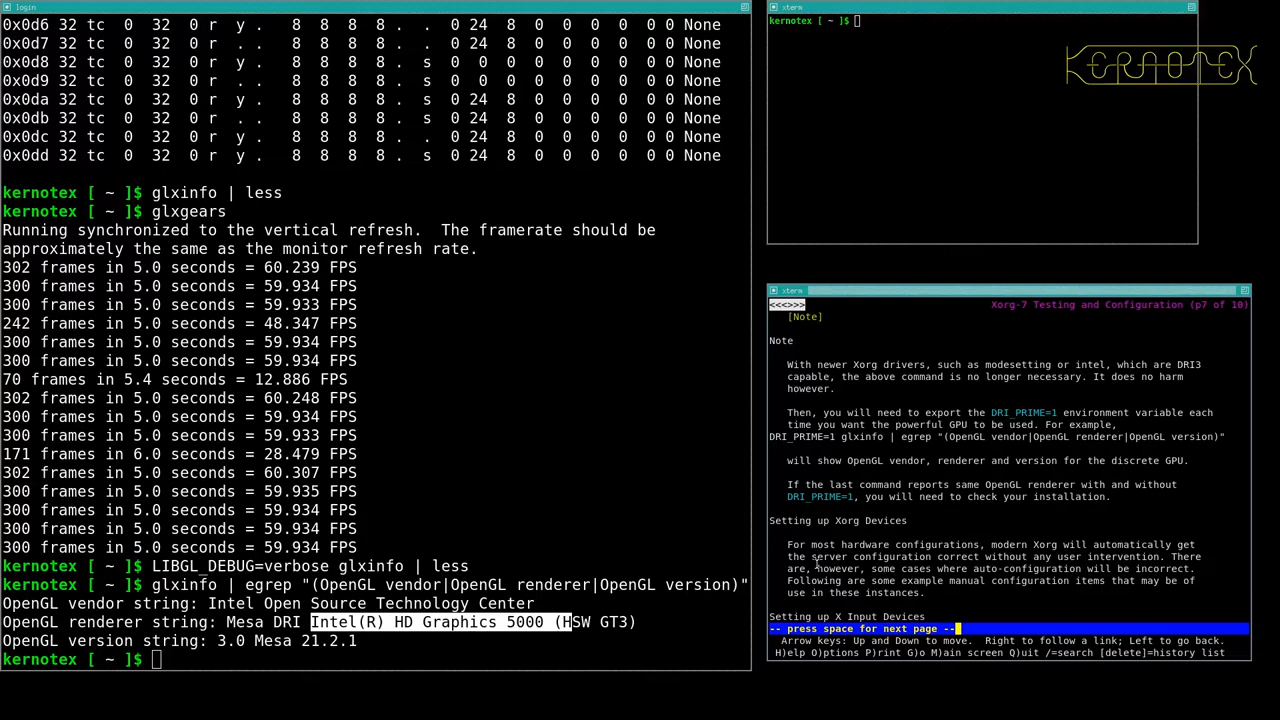 login
0x0d6 32 tc  0  32  0 r  y .   8  8  8  8 .  .  0 24  8  0  0  0  0  0 0 None
0x0d7 32 tc  0  32  0 r  . .   8  8  8  8 .  .  0 24  8  0  0  0  0  0 0 None
0x0d8 32 tc  0  32  0 r  y .   8  8  8  8 .  s  0  0  0  0  0  0  0  0 0 None
0x0d9 32 tc  0  32  0 r  . .   8  8  8  8 .  s  0  0  0  0  0  0  0  0 0 None
0x0da 32 tc  0  32  0 r  y .   8  8  8  8 .  s  0 24  8  0  0  0  0  0 0 None
0x0db 32 tc  0  32  0 r  . .   8  8  8  8 .  s  0 24  8  0  0  0  0  0 0 None
0x0dc 32 tc  0  32  0 r  y .   8  8  8  8 .  .  0 24  8  0  0  0  0  0 0 None
0x0dd 32 tc  0  32  0 r  y .   8  8  8  8 .  s  0 24  8  0  0  0  0  0 0 None
kernotex [ ~ ]$ glxinfo | less
kernotex [ ~ ]$ glxgears
Running synchronized to the vertical refresh.  The framerate should be
approximately the same as the monitor refresh rate.
302 frames in 5.0 seconds = 60.239 FPS
300 frames in 5.0 seconds = 59.934 FPS
300 frames in 5.0 seconds = 59.933 FPS
242 frames in 5.0 seconds = 48.347 FPS
300 frames in 5.0 seconds = 59.934 FPS
300 frames in 5.0 seconds = 59.934 FPS
70 frames in 5.4 seconds = 12.886 FPS
302 frames in 5.0 seconds = 60.248 FPS
300 frames in 5.0 seconds = 59.934 FPS
300 frames in 5.0 seconds = 59.933 FPS
171 frames in 6.0 seconds = 28.479 FPS
302 frames in 5.0 seconds = 60.307 FPS
300 frames in 5.0 seconds = 59.935 FPS
300 frames in 5.0 seconds = 59.934 FPS
300 frames in 5.0 seconds = 59.934 FPS
300 frames in 5.0 seconds = 59.934 FPS
kernotex [ ~ ]$ LIBGL_DEBUG=verbose glxinfo | less
kernotex [ ~ ]$ glxinfo | egrep "(OpenGL vendor|OpenGL renderer|OpenGL version)"
OpenGL vendor string: Intel Open Source Technology Center
OpenGL renderer string: Mesa DRI Intel(R) HD Graphics 5000 (HSW GT3)
OpenGL version string: 3.0 Mesa 21.2.1
kernotex [ ~ ]$
xterm
kernotex [ ~ ]$
KERNOTEX
xterm
<<<>>> Xorg-7 Testing and Configuration (p7 of 10)
[Note]
Note
With newer Xorg drivers, such as modesetting or intel, which are DRI3
capable, the above command is no longer necessary. It does no harm
however.
Then, you will need to export the DRI_PRIME=1 environment variable each
time you want the powerful GPU to be used. For example,
DRI_PRIME=1 glxinfo | egrep "(OpenGL vendor|OpenGL renderer|OpenGL version)"
will show OpenGL vendor, renderer and version for the discrete GPU.
If the last command reports same OpenGL renderer with and without
DRI_PRIME=1, you will need to check your installation.
Setting up Xorg Devices
For most hardware configurations, modern Xorg will automatically get
the server configuration correct without any user intervention. There
are, however, some cases where auto-configuration will be incorrect.
Following are some example manual configuration items that may be of
use in these instances.
Setting up X Input Devices
-- press space for next page --
Arrow keys: Up and Down to move.  Right to follow a link; Left to go back.
H)elp O)ptions P)rint G)o M)ain screen Q)uit /=search [delete]=history list